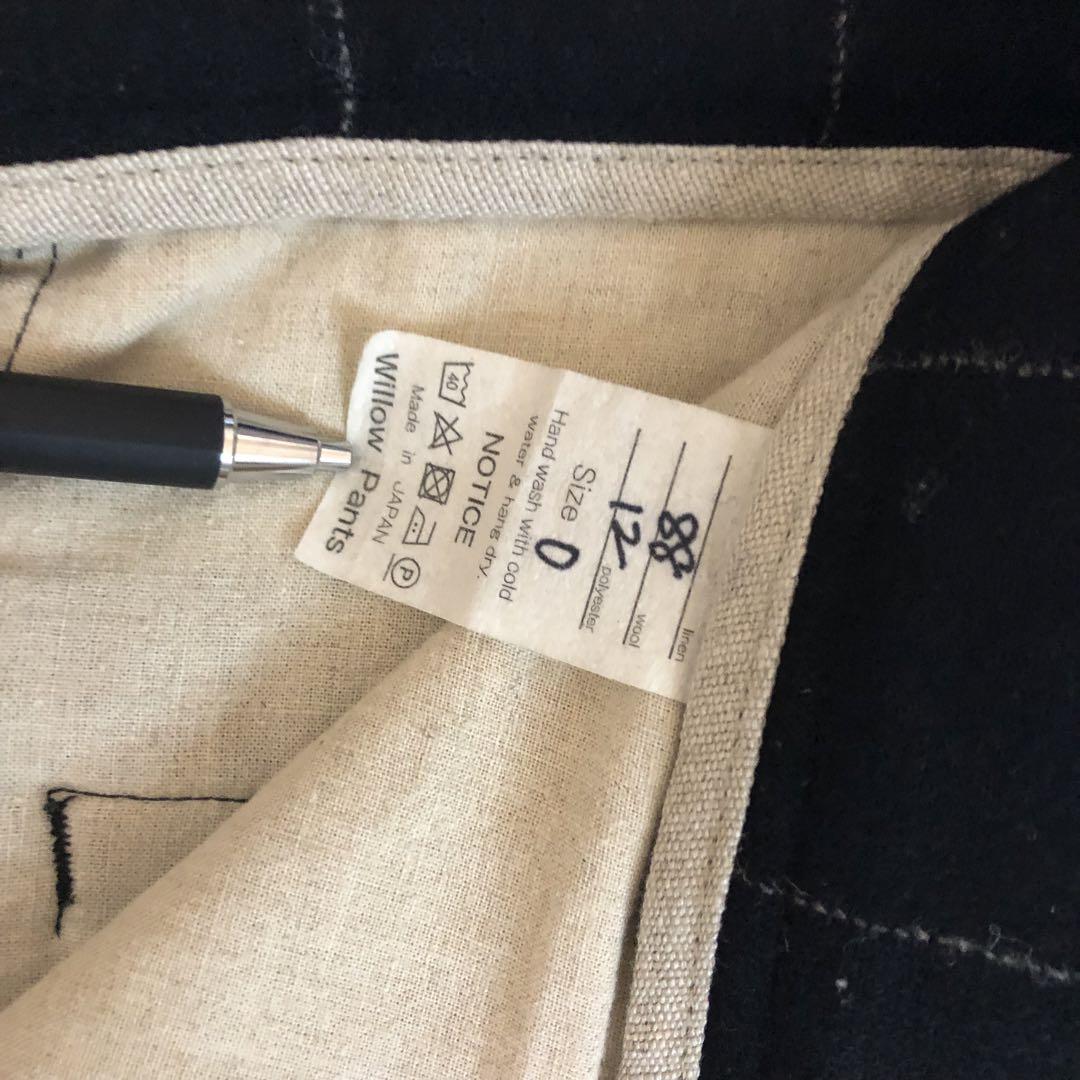 linen
88 wool
12 polyester
Size 0
Hand wash with cold
water & hang dry.
NOTICE
40 P
Made in JAPAN
Willow Pants